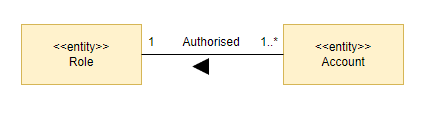 <<entity>>
Role
1 Authorised 1..*
<<entity>>
Account